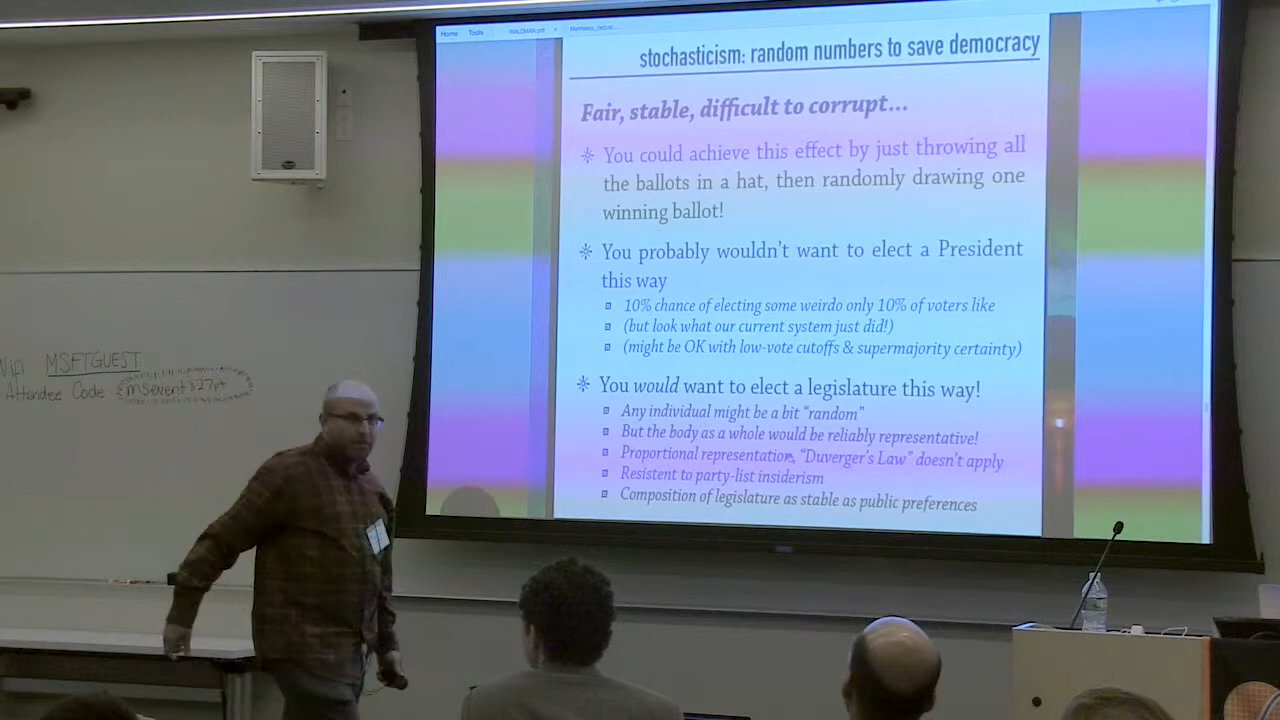 Home Tools WALDMAN.pdf
stochasticism: random numbers to save democracy
Fair, stable, difficult to corrupt...
You could achieve this effect by just throwing all
the ballots in a hat, then randomly drawing one
winning ballot!
You probably wouldn't want to elect a President
this way
10% chance of electing some weirdo only 10% of voters like
(but look what our current system just did!)
(might be OK with low-vote cutoffs & supermajority certainty)
You would want to elect a legislature this way!
Any individual might be a bit "random"
But the body as a whole would be reliably representative!
Proportional representation, "Duverger's Law" doesn't apply
Resistent to party-list insiderism
Composition of legislature as stable as public preferences
MSFTGUEST
Attendee Code